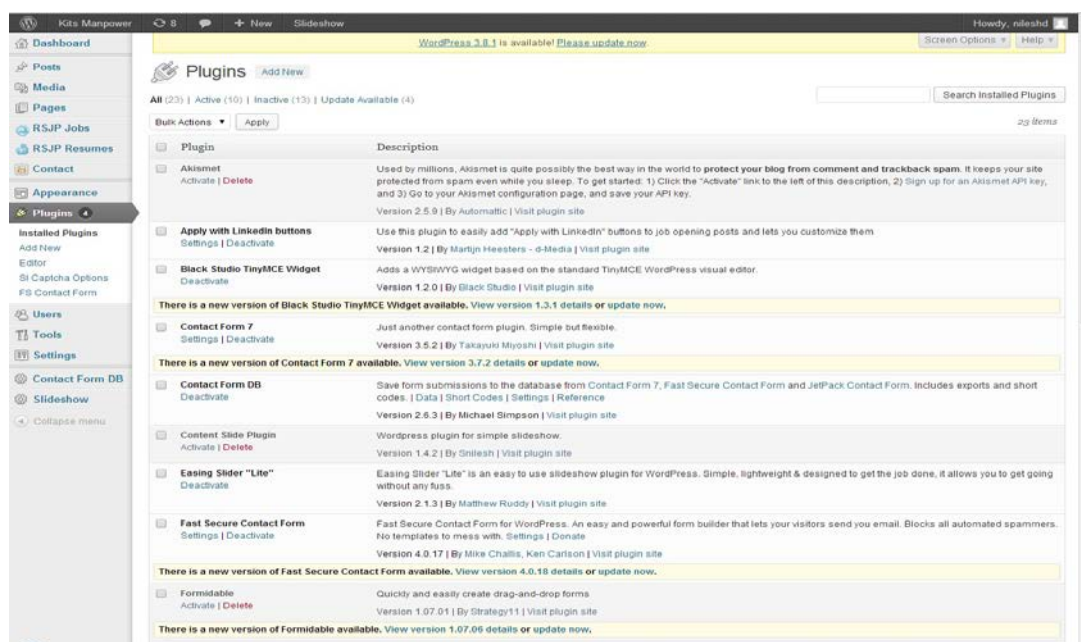 Kits Manpower 8 + New Slideshow Howdy, nileshd
WordPress 3.8.1 is available! Please update now.
Screen Options Help
Dashboard
Posts
Media
Pages
RSJP Jobs
RSJP Resumes
Contact
Appearance
Plugins 4
Installed Plugins
Add New
Editor
SI Captcha Options
FS Contact Form
Users
Tools
Settings
Contact Form DB
Slideshow
Collapse menu
Plugins Add New
All (23) | Active (10) | Inactive (13) | Update Available (4)
Search Installed Plugins
Bulk Actions Apply
23 items
Plugin Description
Akismet
Activate | Delete
Used by millions, Akismet is quite possibly the best way in the world to protect your blog from comment and trackback spam. It keeps your site
protected from spam even while you sleep. To get started: 1) Click the "Activate" link to the left of this description, 2) Sign up for an Akismet API key,
and 3) Go to your Akismet configuration page, and save your API key.
Version 2.5.9 | By Automattic | Visit plugin site
Apply with LinkedIn buttons
Settings | Deactivate
Use this plugin to easily add "Apply with LinkedIn" buttons to job opening posts and lets you customize them
Version 1.2 | By Martijn Heesters - d-Media | Visit plugin site
Black Studio TinyMCE Widget
Deactivate
Adds a WYSIWYG widget based on the standard TinyMCE WordPress visual editor.
Version 1.2.0 | By Black Studio | Visit plugin site
There is a new version of Black Studio TinyMCE Widget available. View version 1.3.1 details or update now.
Contact Form 7
Settings | Deactivate
Just another contact form plugin. Simple but flexible.
Version 3.5.2 | By Takayuki Miyoshi | Visit plugin site
There is a new version of Contact Form 7 available. View version 3.7.2 details or update now.
Contact Form DB
Deactivate
Save form submissions to the database from Contact Form 7, Fast Secure Contact Form and JetPack Contact Form. Includes exports and short
codes. | Data | Short Codes | Settings | Reference
Version 2.6.3 | By Michael Simpson | Visit plugin site
Content Slide Plugin
Activate | Delete
Wordpress plugin for simple slideshow.
Version 1.4.2 | By Snilesh | Visit plugin site
Easing Slider "Lite"
Deactivate
Easing Slider "Lite" is an easy to use slideshow plugin for WordPress. Simple, lightweight & designed to get the job done, it allows you to get going
without any fuss.
Version 2.1.3 | By Matthew Ruddy | Visit plugin site
Fast Secure Contact Form
Settings | Deactivate
Fast Secure Contact Form for WordPress. An easy and powerful form builder that lets your visitors send you email. Blocks all automated spammers.
No templates to mess with. Settings | Donate
Version 4.0.17 | By Mike Challis, Ken Carlson | Visit plugin site
There is a new version of Fast Secure Contact Form available. View version 4.0.18 details or update now.
Formidable
Activate | Delete
Quickly and easily create drag-and-drop forms
Version 1.07.01 | By Strategy11 | Visit plugin site
There is a new version of Formidable available. View version 1.07.06 details or update now.